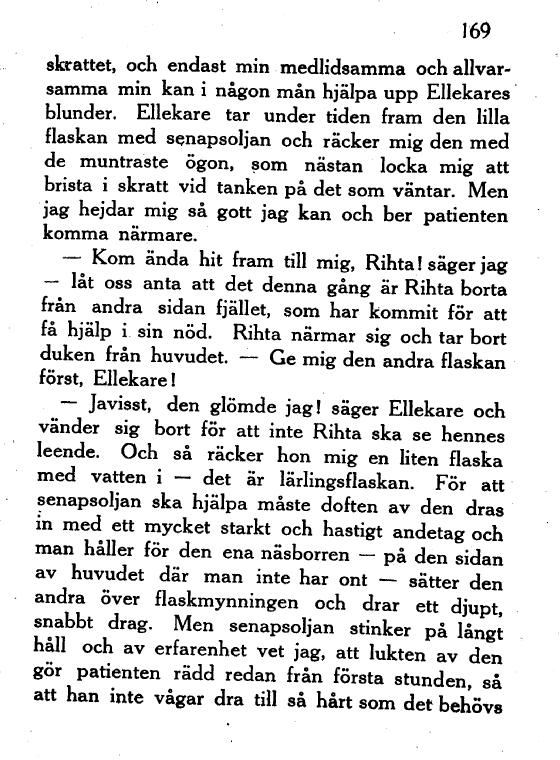 169
skrattet, och endast min medlidsamma och allvar-
samma min kan i någon mån hjälpa upp Ellekares
blunder. Ellekare tar under tiden fram den lilla
flaskan med senapsoljan och räcker mig den med
de muntraste ögon, som nästan locka mig att
brista i skratt vid tanken på det som väntar. Men
jag hejdar mig så gott jag kan och ber patienten
komma närmare.
— Kom ända hit fram till mig, Rihta! säger jag
— låt oss anta att det denna gång är Rihta borta
från andra sidan fjället, som har kommit för att
få hjälp i sin nöd. Rihta närmar sig och tar bort
duken från huvudet. — Ge mig den andra flaskan
först, Ellekare!
— Javisst, den glömde jag! säger Ellekare och
vänder sig bort för att inte Rihta ska se hennes
leende. Och så räcker hon mig en liten flaska
med vatten i — det är lärlingsflaskan. För att
senapsoljan ska hjälpa måste doften av den dras
in med ett mycket starkt och hastigt andetag och
man håller för den ena näsborren — på den sidan
av huvudet där man inte har ont — sätter den
andra över flaskmynningen och drar ett djupt,
snabbt drag. Men senapsoljan stinker på långt
håll och av erfarenhet vet jag, att lukten av den
gör patienten rädd redan från första stunden, så
att han inte vågar dra till så hårt som det behövs